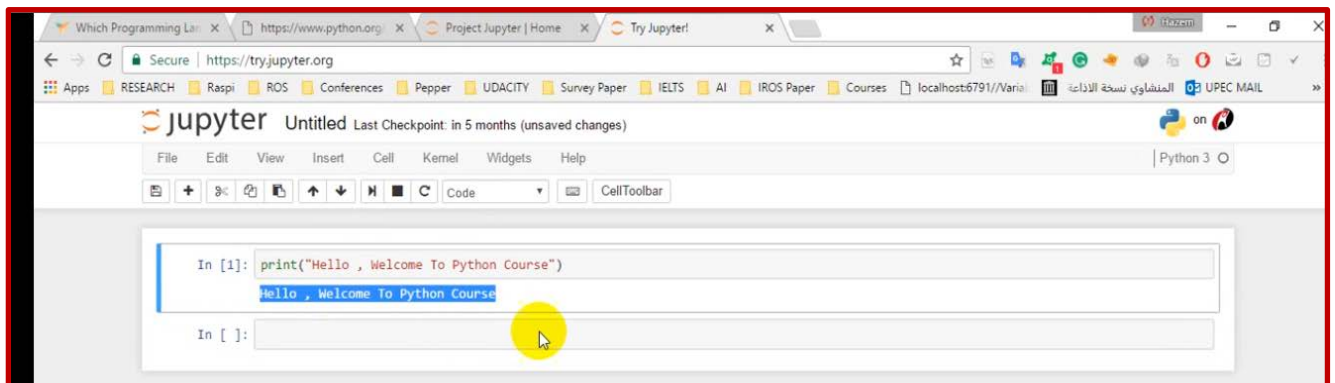 Which Programming Lan https://www.python.org Project Jupyter | Home Try Jupyter! Hazem
Secure | https://try.jupyter.org
Apps RESEARCH Raspi ROS Conferences Pepper UDACITY Survey Paper IELTS AI IROS Paper Courses localhost:6791//Varia المنشاوي نسخة الاذاعة UPEC MAIL »
jupyter Untitled Last Checkpoint: in 5 months (unsaved changes) on
File Edit View Insert Cell Kernel Widgets Help Python 3
Code CellToolbar
In [1]: print("Hello , Welcome To Python Course")
Hello , Welcome To Python Course
In [ ]: